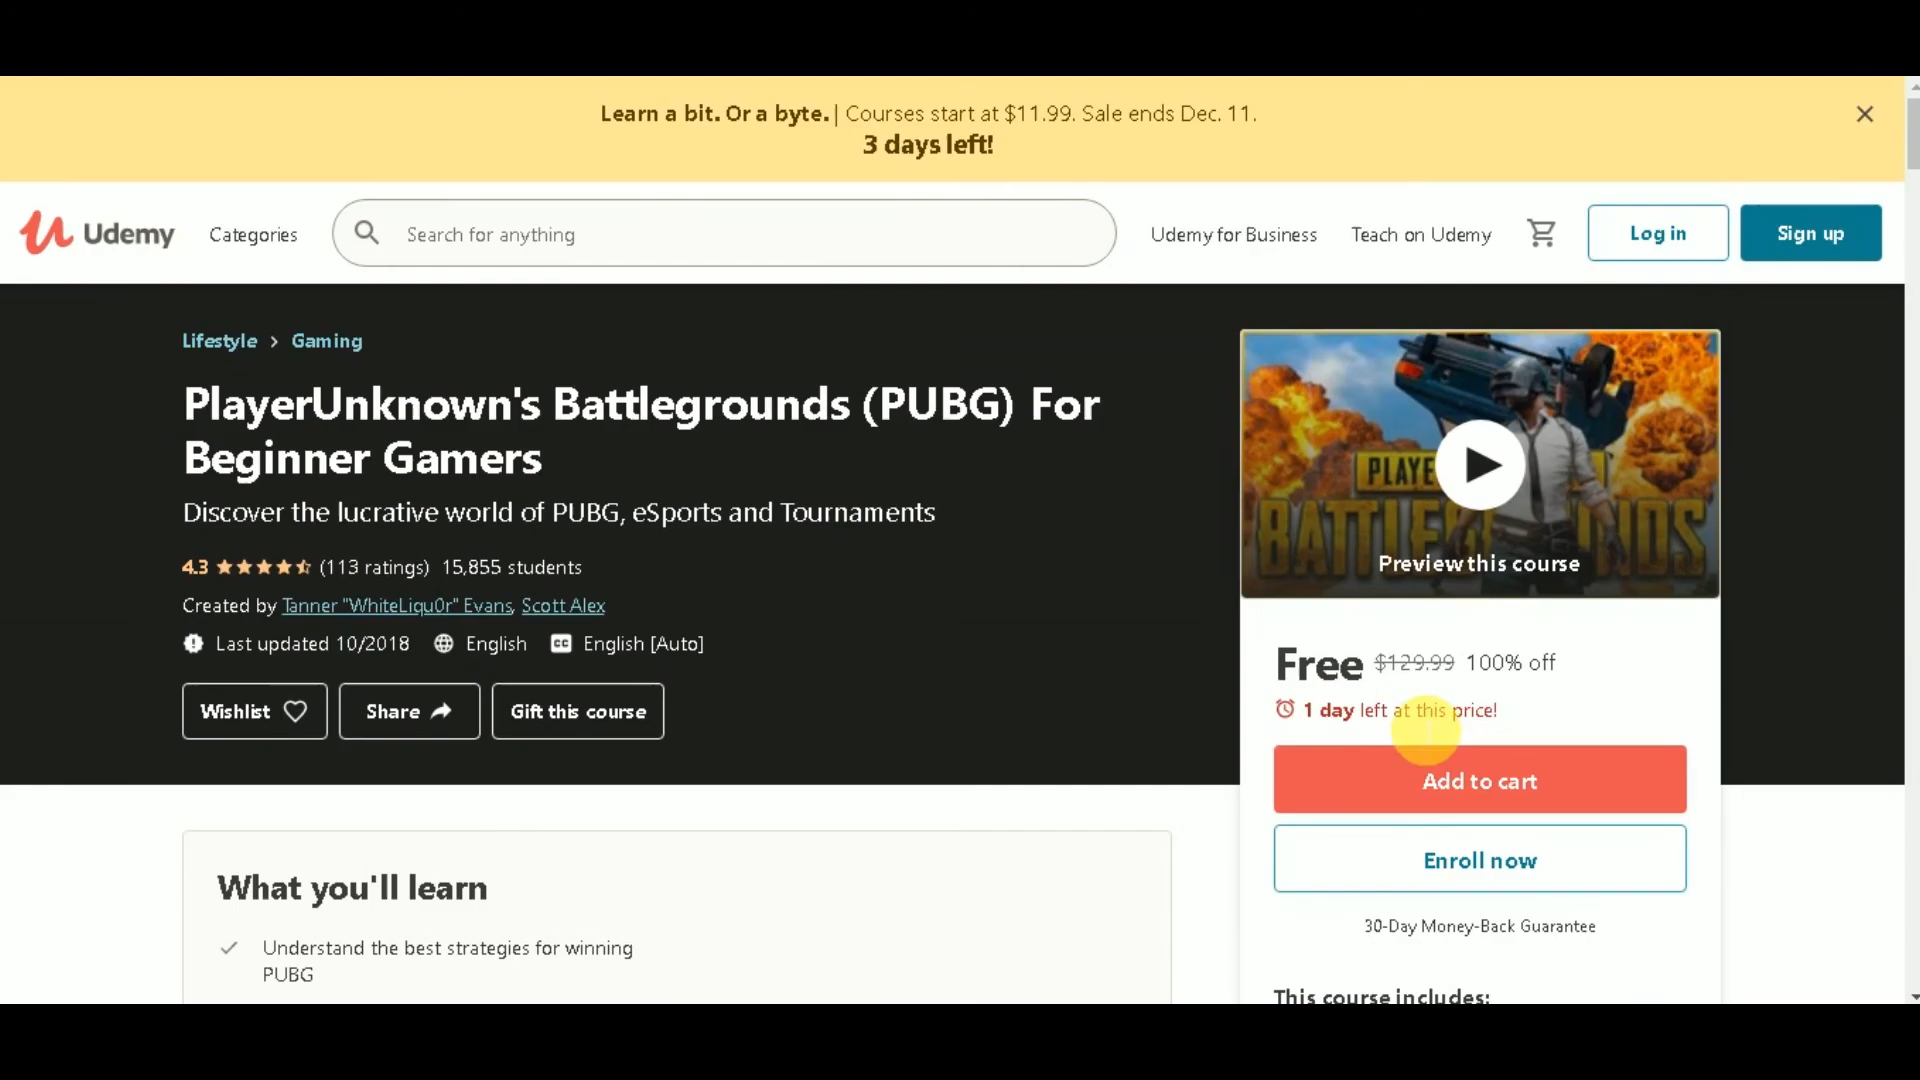 Learn a bit. Or a byte. | Courses start at $11.99. Sale ends Dec. 11.
3 days left!
Udemy Categories Search for anything Udemy for Business Teach on Udemy Log in Sign up
Lifestyle > Gaming
PlayerUnknown's Battlegrounds (PUBG) For
Beginner Gamers
Discover the lucrative world of PUBG, eSports and Tournaments
4.3 (113 ratings) 15,855 students
Created by Tanner "WhiteLiqu0r" Evans, Scott Alex
Last updated 10/2018 CC English English [Auto]
Wishlist Share Gift this course
What you'll learn
Understand the best strategies for winning
PUBG
Preview this course
Free $129.99 100% off
1 day left at this price!
Add to cart
Enroll now
30-Day Money-Back Guarantee
This course includes: